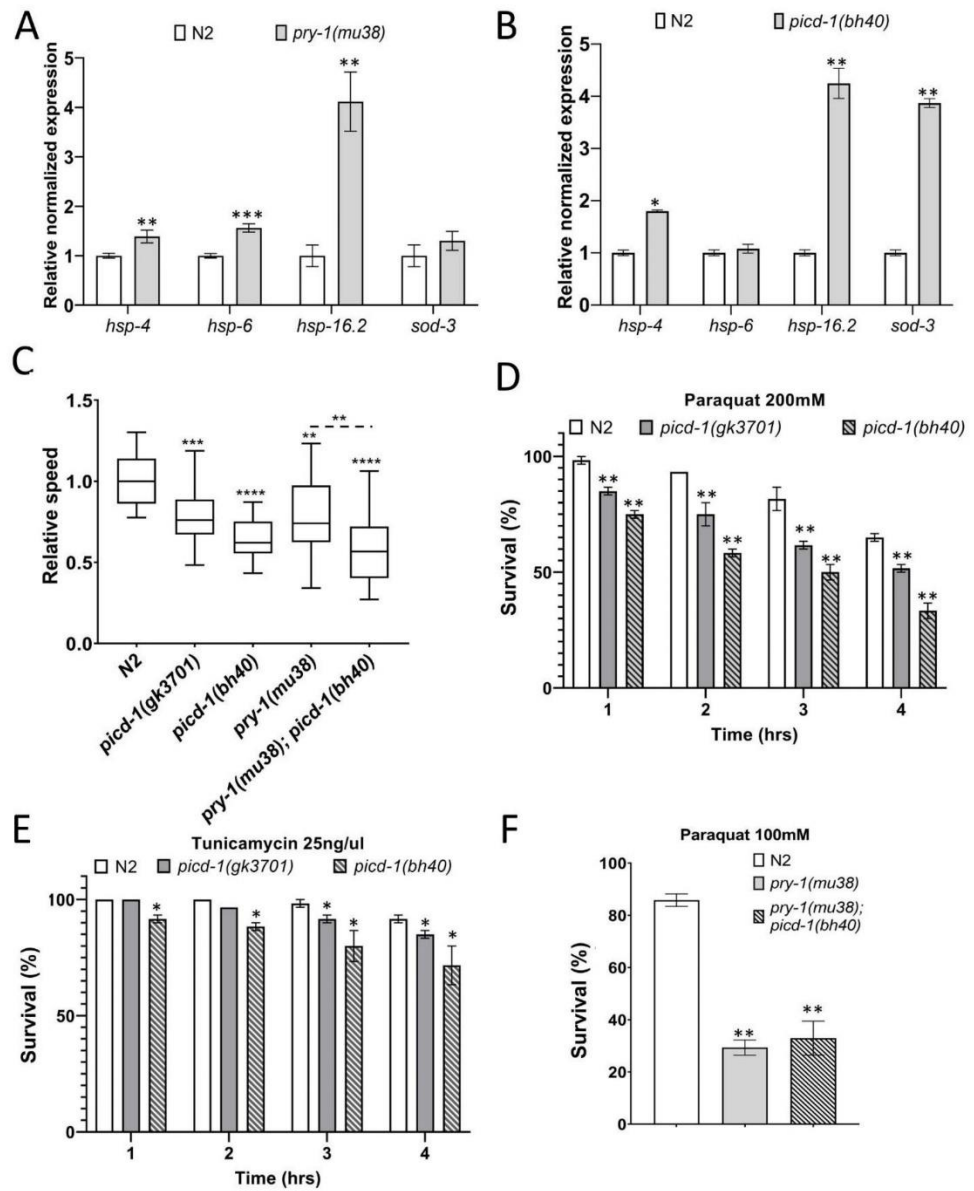 A
N2 pry-1(mu38)
Relative normalized expression
5
4
3
2
1
0
** *** **
hsp-4 hsp-6 hsp-16.2 sod-3
B
N2 picd-1(bh40)
Relative normalized expression
5
4
3
2
1
0
* ** **
hsp-4 hsp-6 hsp-16.2 sod-3
C
Relative speed
1.5
1.0
0.5
0.0
*** **** ** ** ****
N2
picd-1(gk3701)
picd-1(bh40)
pry-1(mu38)
pry-1(mu38); picd-1(bh40)
D
Paraquat 200mM
N2 picd-1(gk3701) picd-1(bh40)
Survival (%)
100
50
0
** ** ** ** ** ** ** **
1 2 3 4
Time (hrs)
E
Tunicamycin 25ng/ul
N2 picd-1(gk3701) picd-1(bh40)
Survival (%)
100
50
0
* * * * * *
1 2 3 4
Time (hrs)
F
Paraquat 100mM
N2
pry-1(mu38)
pry-1(mu38);
picd-1(bh40)
Survival (%)
100
80
60
40
20
0
** **